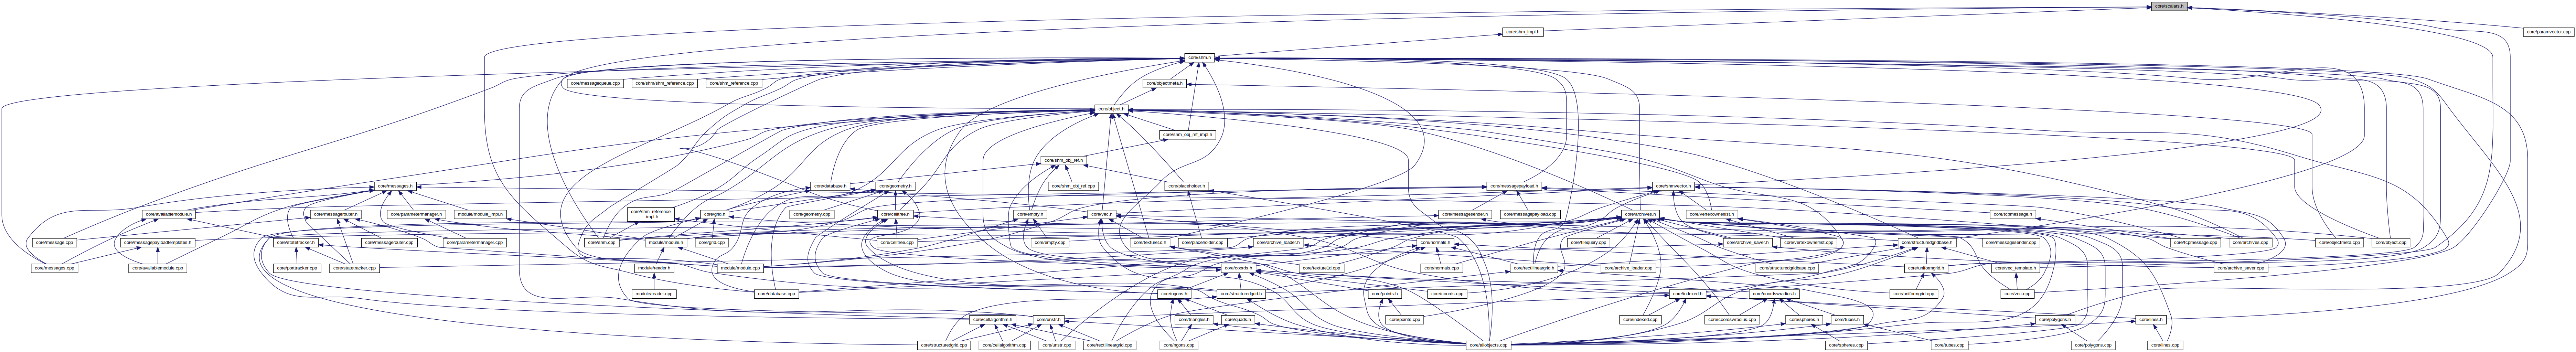 core/scalars.h
core/shm_impl.h
core/paramvector.cpp
core/shm.h
core/messagequeue.cpp
core/shm/shm_reference.cpp
core/shm_reference.cpp
core/objectmeta.h
core/object.h
core/shm_obj_ref_impl.h
core/shm_obj_ref.h
core/messages.h
core/database.h
core/geometry.h
core/shm_obj_ref.cpp
core/placeholder.h
core/messagepayload.h
core/shmvector.h
core/availablemodule.h
core/messagerouter.h
core/parametermanager.h
module/module_impl.h
core/shm_reference
_impl.h
core/grid.h
core/geometry.cpp
core/celltree.h
core/empty.h
core/vec.h
core/messagesender.h
core/messagepayload.cpp
core/archives.h
core/vertexownerlist.h
core/tcpmessage.h
core/message.cpp
core/messagepayloadtemplates.h
core/statetracker.h
core/messagerouter.cpp
core/parametermanager.cpp
core/shm.cpp
module/module.h
core/grid.cpp
core/celltree.cpp
core/empty.cpp
core/texture1d.h
core/placeholder.cpp
core/archive_loader.h
core/normals.h
core/filequery.cpp
core/archive_saver.h
core/vertexownerlist.cpp
core/structuredgridbase.h
core/messagesender.cpp
core/tcpmessage.cpp
core/archives.cpp
core/objectmeta.cpp
core/object.cpp
core/messages.cpp
core/availablemodule.cpp
core/porttracker.cpp
core/statetracker.cpp
module/reader.h
module/module.cpp
core/coords.h
core/texture1d.cpp
core/normals.cpp
core/rectilineargrid.h
core/archive_loader.cpp
core/structuredgridbase.cpp
core/uniformgrid.h
core/vec_template.h
core/archive_saver.cpp
module/reader.cpp
core/database.cpp
core/ngons.h
core/structuredgrid.h
core/points.h
core/coords.cpp
core/indexed.h
core/coordswradius.h
core/uniformgrid.cpp
core/vec.cpp
core/celltalgorithm.h
core/unstr.h
core/triangles.h
core/quads.h
core/points.cpp
core/indexed.cpp
core/coordswradius.cpp
core/spheres.h
core/tubes.h
core/polygons.h
core/lines.h
core/structuredgrid.cpp
core/cellalgorithm.cpp
core/unstr.cpp
core/rectilineargrid.cpp
core/ngons.cpp
core/allobjects.cpp
core/spheres.cpp
core/tubes.cpp
core/polygons.cpp
core/lines.cpp